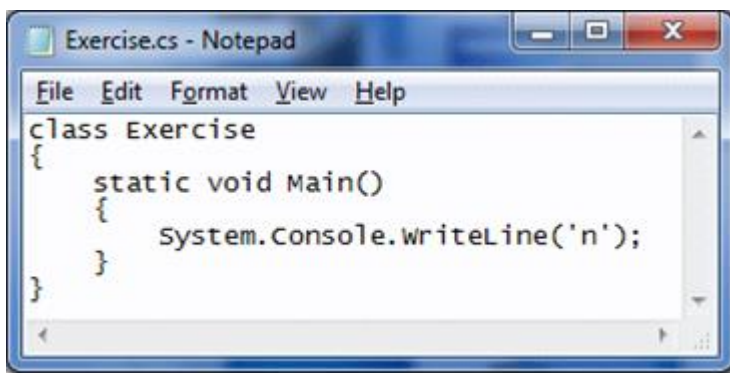 Exercise.cs - Notepad
File Edit Format View Help
class Exercise
{
    static void Main()
    {
        System.Console.WriteLine('n');
    }
}